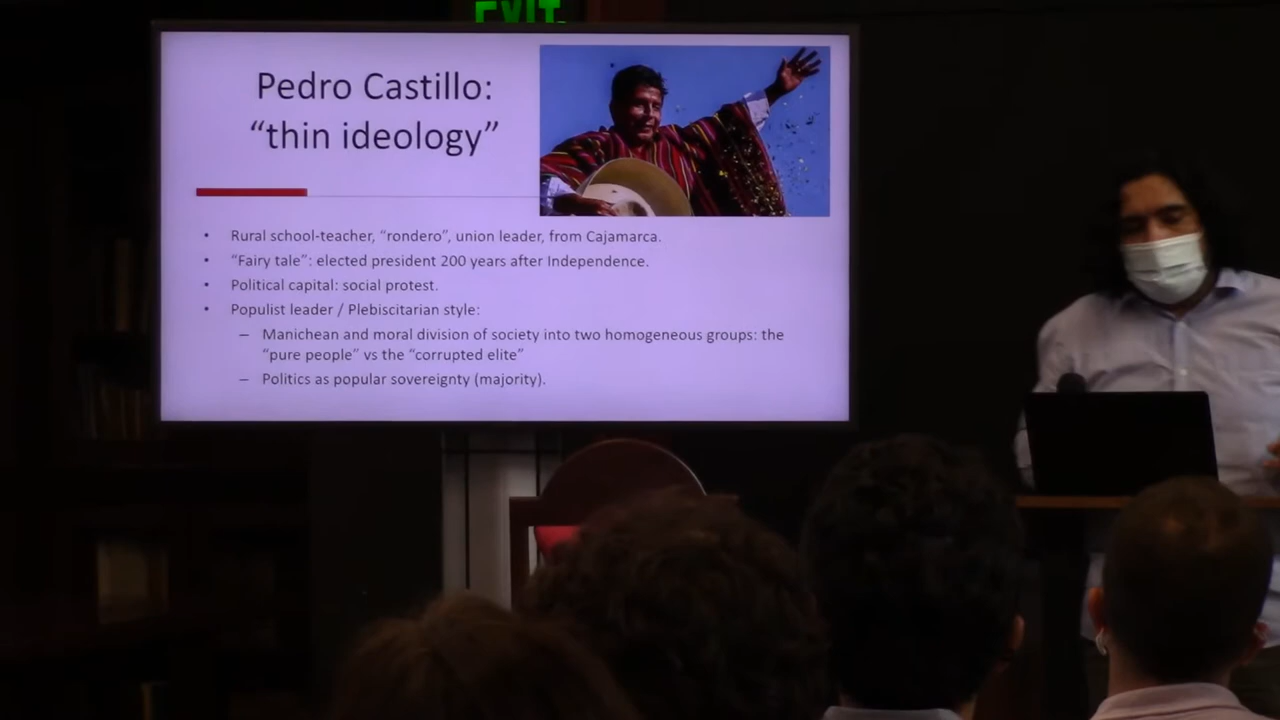 EXIT
Pedro Castillo:
“thin ideology”
• Rural school-teacher, “rondero”, union leader, from Cajamarca.
• “Fairy tale”: elected president 200 years after Independence.
• Political capital: social protest.
• Populist leader / Plebiscitarian style:
– Manichean and moral division of society into two homogeneous groups: the
“pure people” vs the “corrupted elite”
– Politics as popular sovereignty (majority).